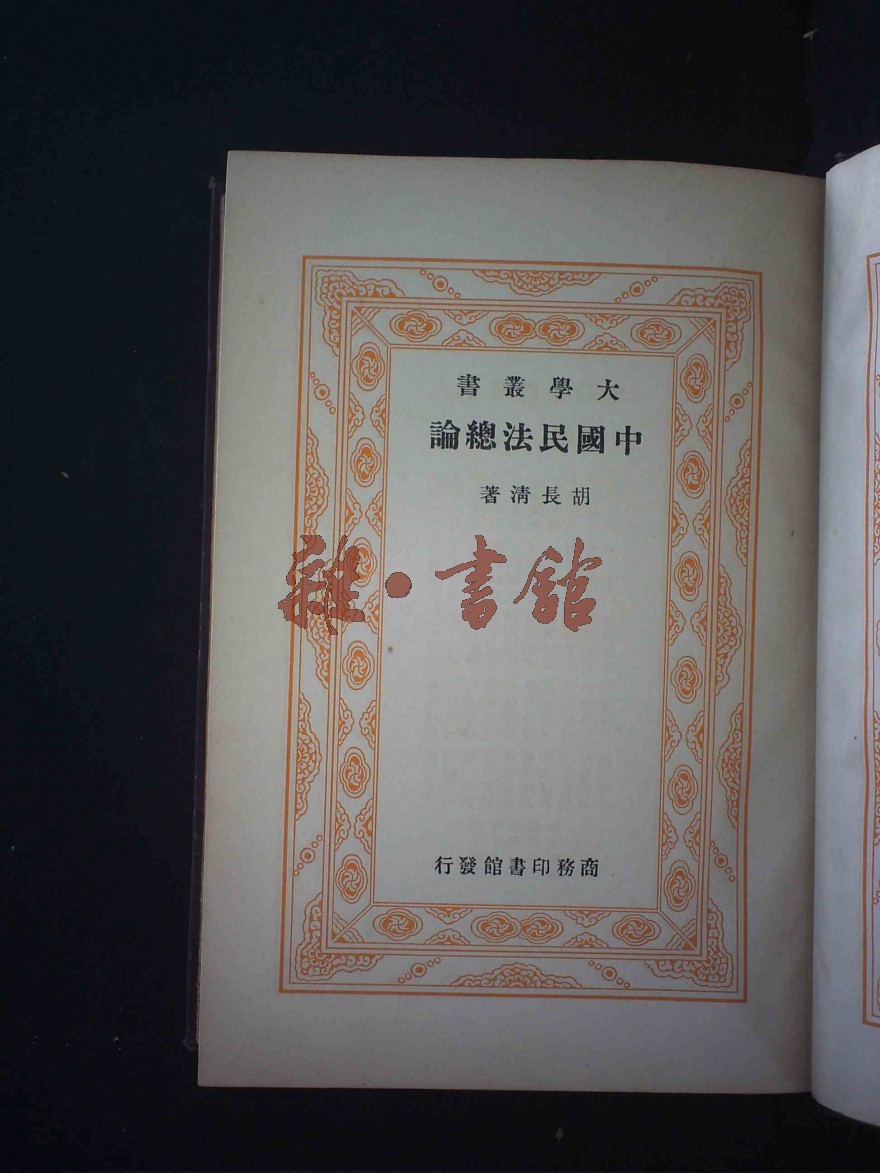 大學叢書
中國民法總論
胡長清著
雜·書館
商務印書館發行